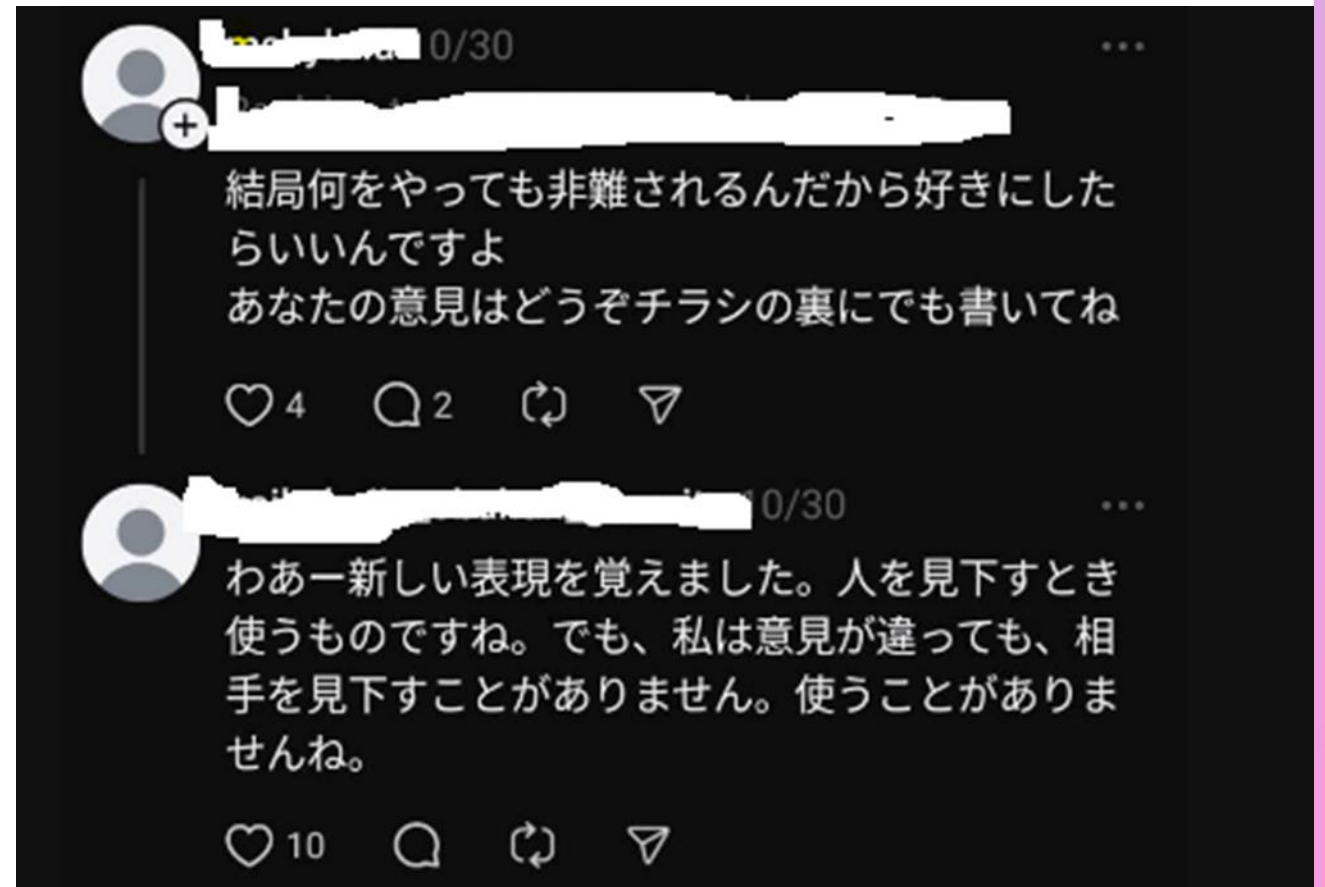 0/30
結局何をやっても非難されるんだから好きにした
らいいんですよ
あなたの意見はどうぞチラシの裏にでも書いてね
4 2
10/30
わあー新しい表現を覚えました。人を見下すとき
使うものですね。でも、私は意見が違っても、相
手を見下すことがありません。使うことがありま
せんね。
10